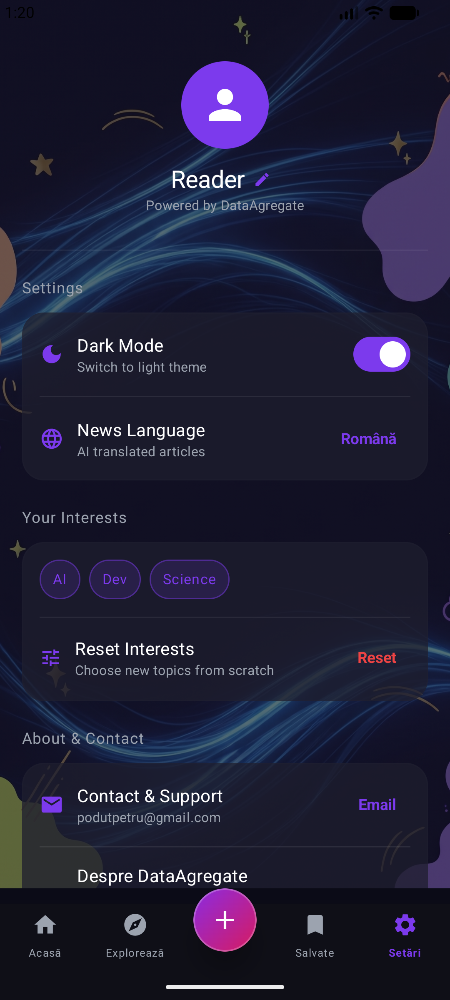 1:20
Reader
Powered by DataAgregate
Settings
Dark Mode
Switch to light theme
News Language
AI translated articles
Română
Your Interests
AI
Dev
Science
Reset Interests
Choose new topics from scratch
Reset
About & Contact
Contact & Support
podutpetru@gmail.com
Email
Despre DataAgregate
Acasă
Explorează
Salvate
Setări